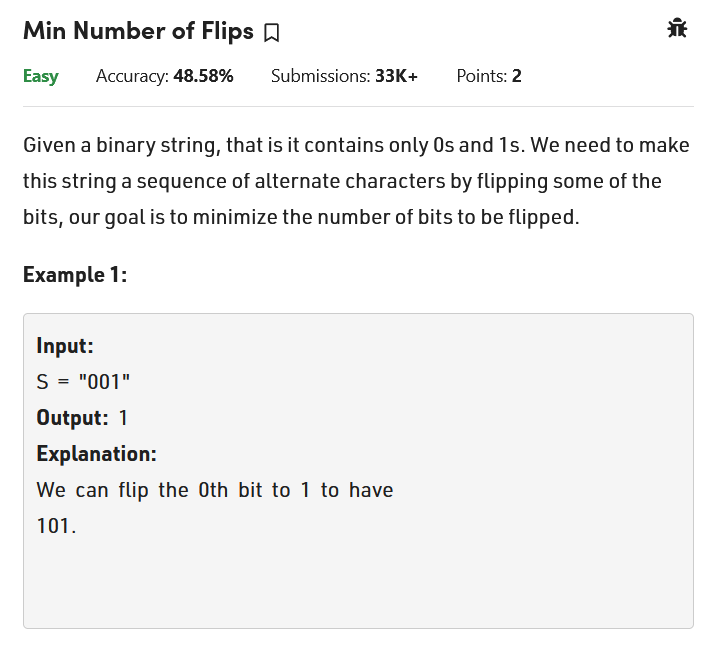 Min Number of Flips
Easy Accuracy: 48.58% Submissions: 33K+ Points: 2
Given a binary string, that is it contains only 0s and 1s. We need to make
this string a sequence of alternate characters by flipping some of the
bits, our goal is to minimize the number of bits to be flipped.
Example 1:
Input:
S = "001"
Output: 1
Explanation:
We can flip the 0th bit to 1 to have
101.